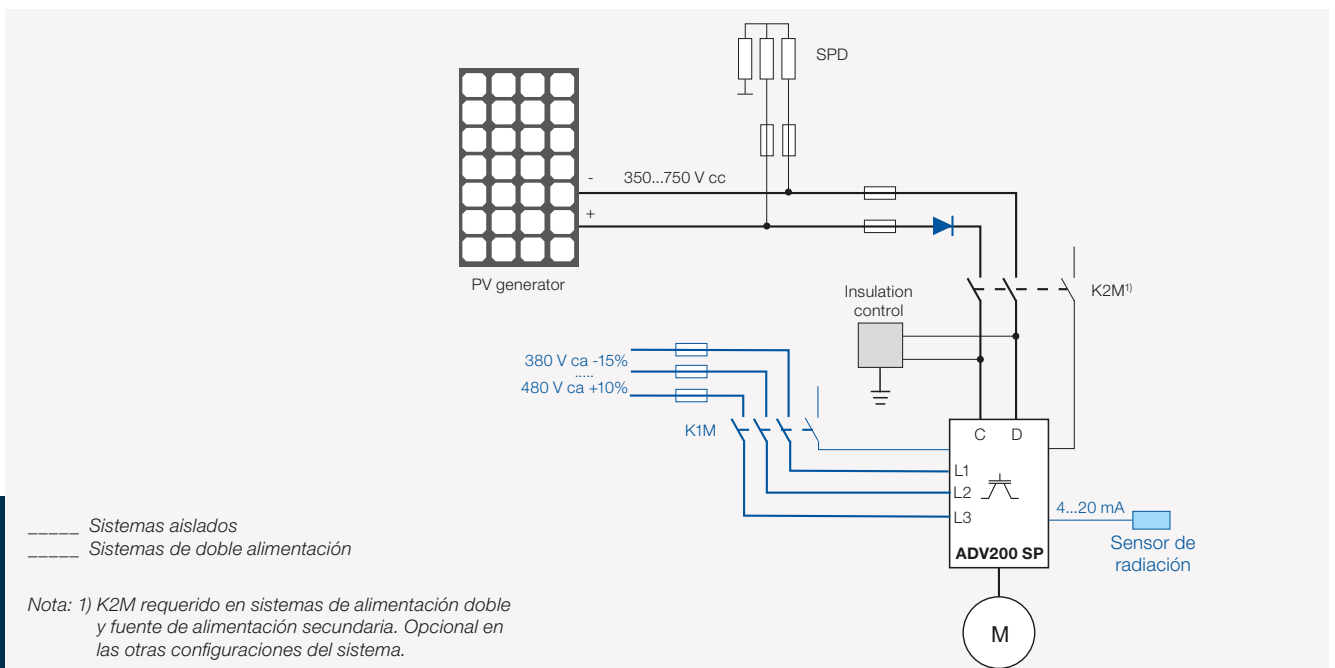 SPD
-
350...750 V cc
+
PV generator
K2M1)
Insulation
control
380 V ca -15%
.....
480 V ca +10%
K1M
C D
L1
L2
L3
4...20 mA
ADV200 SP
Sensor de
radiación
M
_____ Sistemas aislados
_____ Sistemas de doble alimentación
Nota: 1) K2M requerido en sistemas de alimentación doble
y fuente de alimentación secundaria. Opcional en
las otras configuraciones del sistema.